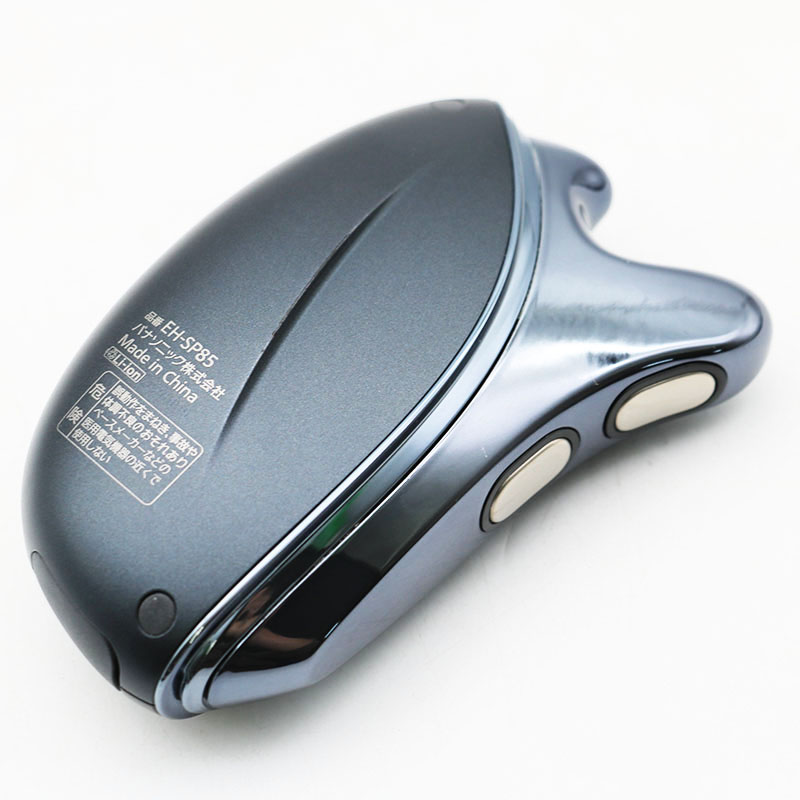 品番 EH-SP85
パナソニック株式会社
Made in China
Li-ion
危険
誤動作をまねき、事故や
体調不良のおそれあり
ペースメーカーなどの
医用電気機器の近くで
使用しない